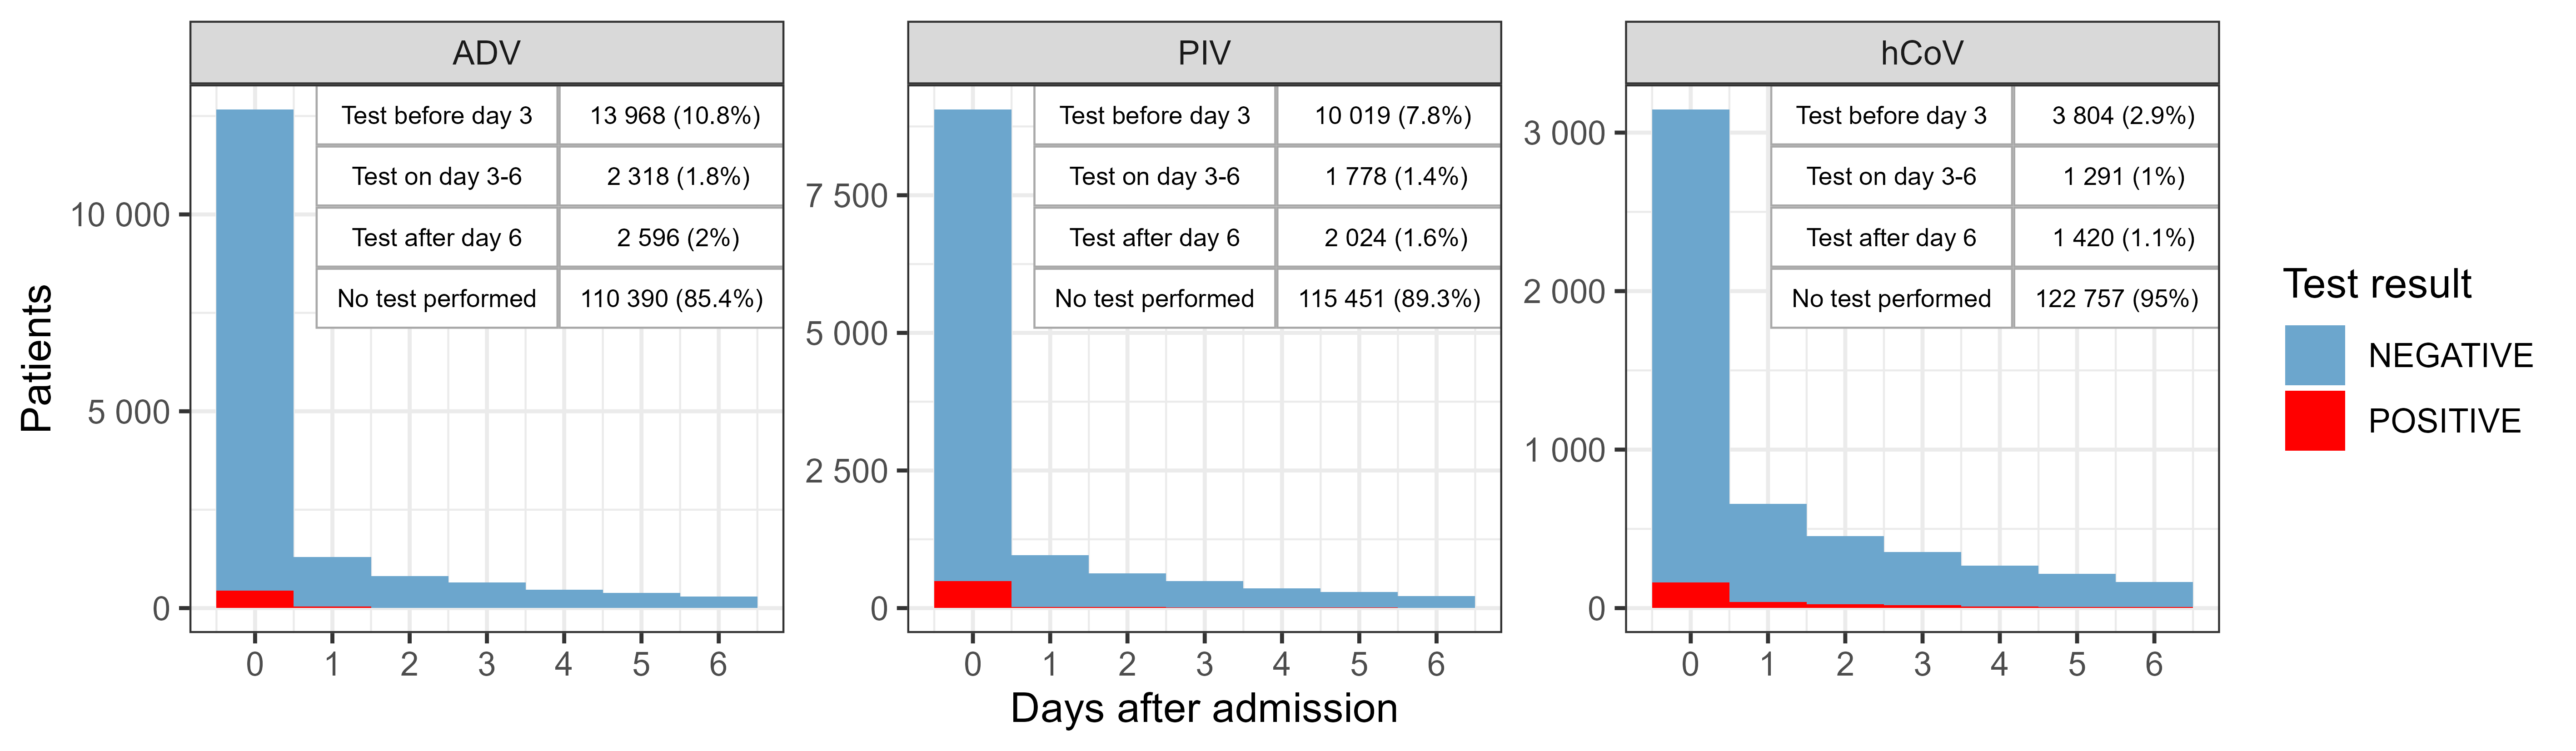 ADV
Test before day 3 13 968 (10.8%)
Test on day 3-6 2 318 (1.8%)
Test after day 6 2 596 (2%)
No test performed 110 390 (85.4%)
10 000
5 000
0
0 1 2 3 4 5 6
Patients
PIV
Test before day 3 10 019 (7.8%)
Test on day 3-6 1 778 (1.4%)
Test after day 6 2 024 (1.6%)
No test performed 115 451 (89.3%)
7 500
5 000
2 500
0
0 1 2 3 4 5 6
Days after admission
hCoV
Test before day 3 3 804 (2.9%)
Test on day 3-6 1 291 (1%)
Test after day 6 1 420 (1.1%)
No test performed 122 757 (95%)
3 000
2 000
1 000
0
0 1 2 3 4 5 6
Test result
NEGATIVE
POSITIVE